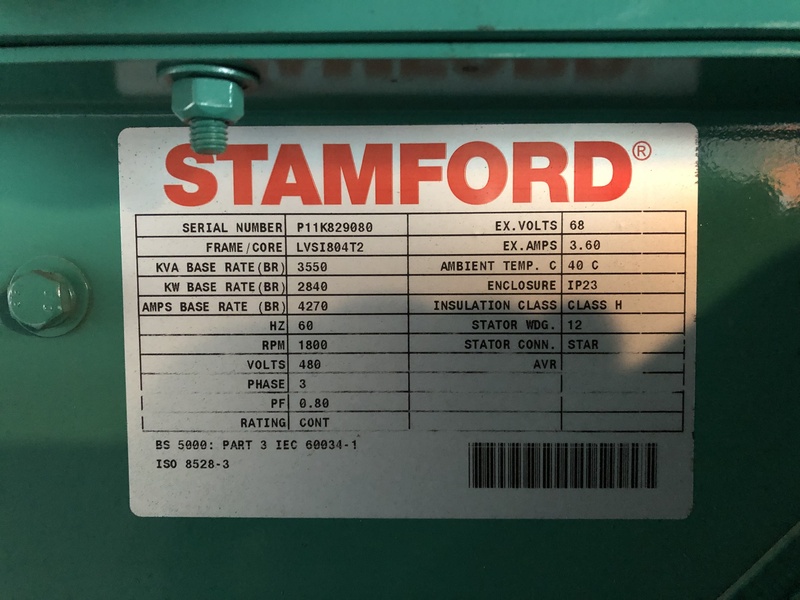 STAMFORD®
SERIAL NUMBER P11K829080 EX.VOLTS 68
FRAME/CORE LVSI804T2 EX.AMPS 3.60
KVA BASE RATE(BR) 3550 AMBIENT TEMP. C 40 C
KW BASE RATE(BR) 2840 ENCLOSURE IP23
AMPS BASE RATE (BR) 4270 INSULATION CLASS CLASS H
HZ 60 STATOR WDG. 12
RPM 1800 STATOR CONN. STAR
VOLTS 480 AVR
PHASE 3
PF 0.80
RATING CONT
BS 5000: PART 3 IEC 60034-1
ISO 8528-3